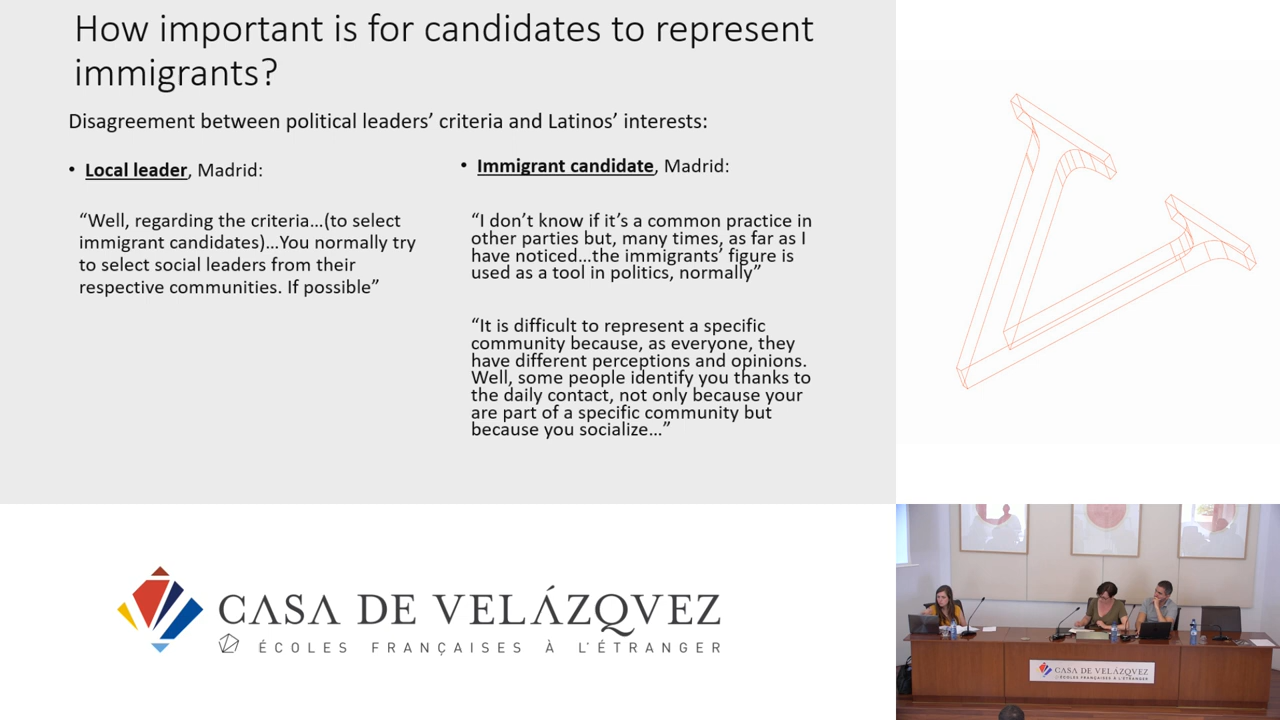 How important is for candidates to represent
immigrants?
Disagreement between political leaders’ criteria and Latinos’ interests:
• Local leader, Madrid:
“Well, regarding the criteria...(to select
immigrant candidates)...You normally try
to select social leaders from their
respective communities. If possible”
• Immigrant candidate, Madrid:
“I don’t know if it’s a common practice in
other parties but, many times, as far as I
have noticed...the immigrants’ figure is
used as a tool in politics, normally”
“It is difficult to represent a specific
community because, as everyone, they
have different perceptions and opinions.
Well, some people identify you thanks to
the daily contact, not only because your
are part of a specific community but
because you socialize...”
CASA DE VELÁZQVEZ
ÉCOLES FRANÇAISES À L’ÉTRANGER
CASA DE VELÁZQVEZ
ÉCOLES FRANÇAISES À L’ÉTRANGER